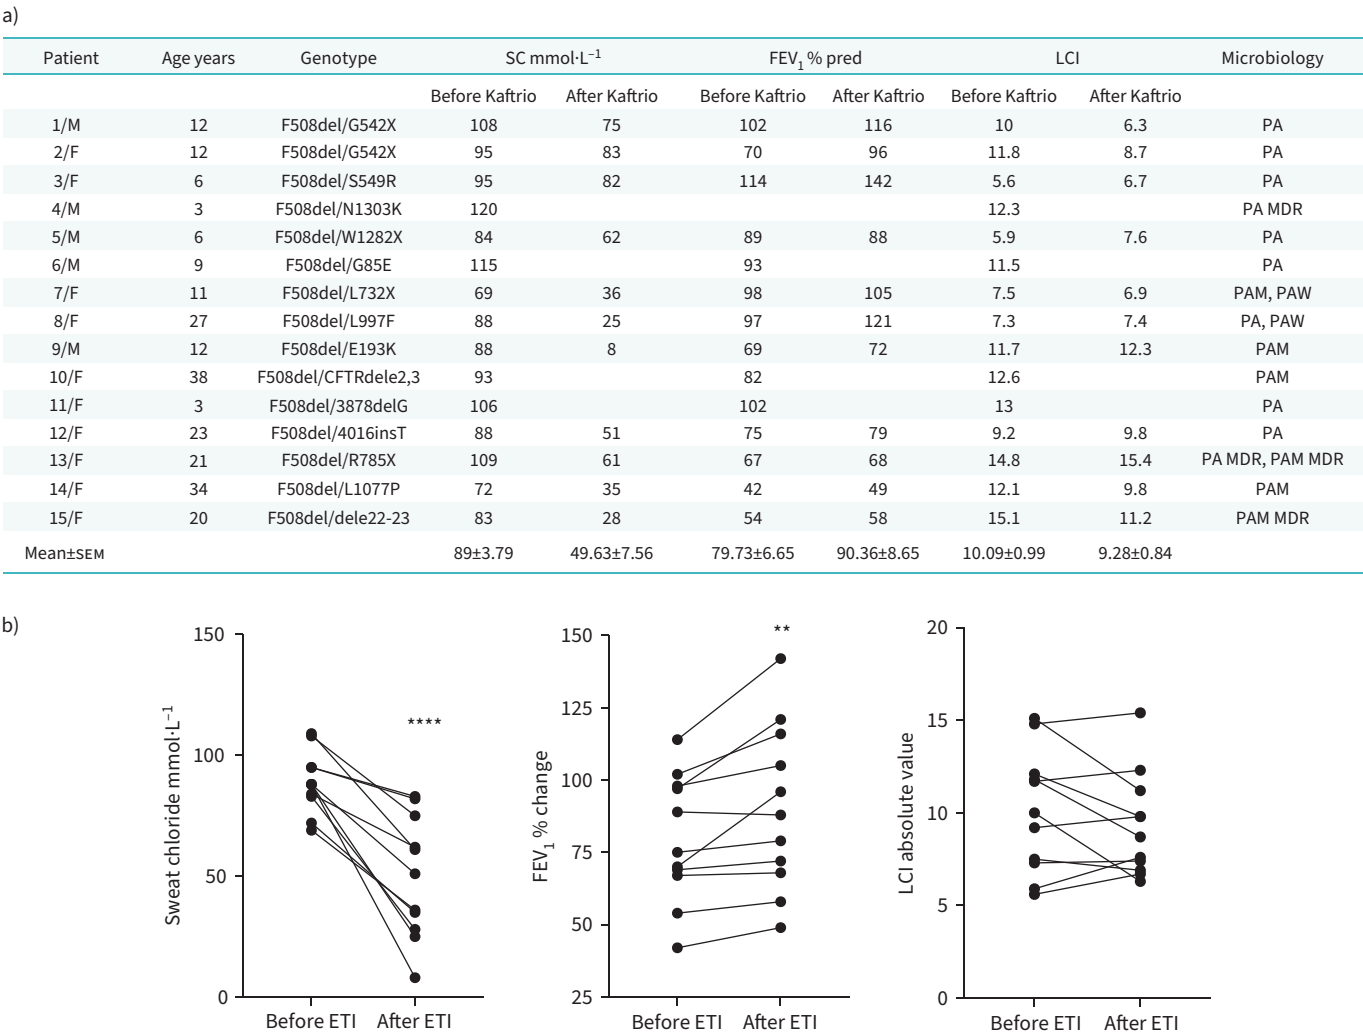 a)
Patient Age years Genotype SC mmol·L⁻¹ FEV₁ % pred LCI Microbiology
Before Kaftrio After Kaftrio Before Kaftrio After Kaftrio Before Kaftrio After Kaftrio
1/M 12 F508del/G542X 108 75 102 116 10 6.3 PA
2/F 12 F508del/G542X 95 83 70 96 11.8 8.7 PA
3/F 6 F508del/S549R 95 82 114 142 5.6 6.7 PA
4/M 3 F508del/N1303K 120 12.3 PA MDR
5/M 6 F508del/W1282X 84 62 89 88 5.9 7.6 PA
6/M 9 F508del/G85E 115 93 11.5 PA
7/F 11 F508del/L732X 69 36 98 105 7.5 6.9 PAM, PAW
8/F 27 F508del/L997F 88 25 97 121 7.3 7.4 PA, PAW
9/M 12 F508del/E193K 88 8 69 72 11.7 12.3 PAM
10/F 38 F508del/CFTRdele2,3 93 82 12.6 PAM
11/F 3 F508del/3878delG 106 102 13 PA
12/F 23 F508del/4016insT 88 51 75 79 9.2 9.8 PA
13/F 21 F508del/R785X 109 61 67 68 14.8 15.4 PA MDR, PAM MDR
14/F 34 F508del/L1077P 72 35 42 49 12.1 9.8 PAM
15/F 20 F508del/dele22-23 83 28 54 58 15.1 11.2 PAM MDR
Mean±SEM 89±3.79 49.63±7.56 79.73±6.65 90.36±8.65 10.09±0.99 9.28±0.84
b)
Sweat chloride mmol·L⁻¹
150
100
50
0
****
Before ETI After ETI
FEV₁ % change
150
125
100
75
50
25
**
Before ETI After ETI
LCI absolute value
20
15
10
5
0
Before ETI After ETI